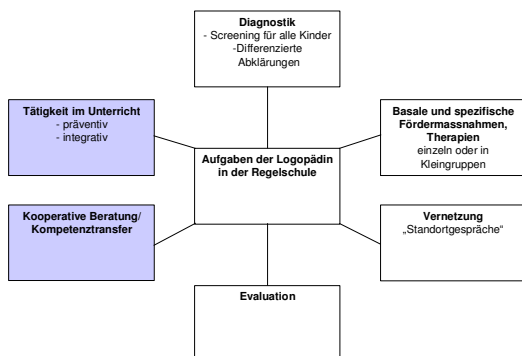 Diagnostik
- Screening für alle Kinder
-Differenzierte
Abklärungen
Tätigkeit im Unterricht
- präventiv
- integrativ
Basale und spezifische
Fördermassnahmen,
Therapien
einzeln oder in
Kleingruppen
Aufgaben der Logopädin
in der Regelschule
Kooperative Beratung/
Kompetenztransfer
Vernetzung
„Standortgespräche“
Evaluation